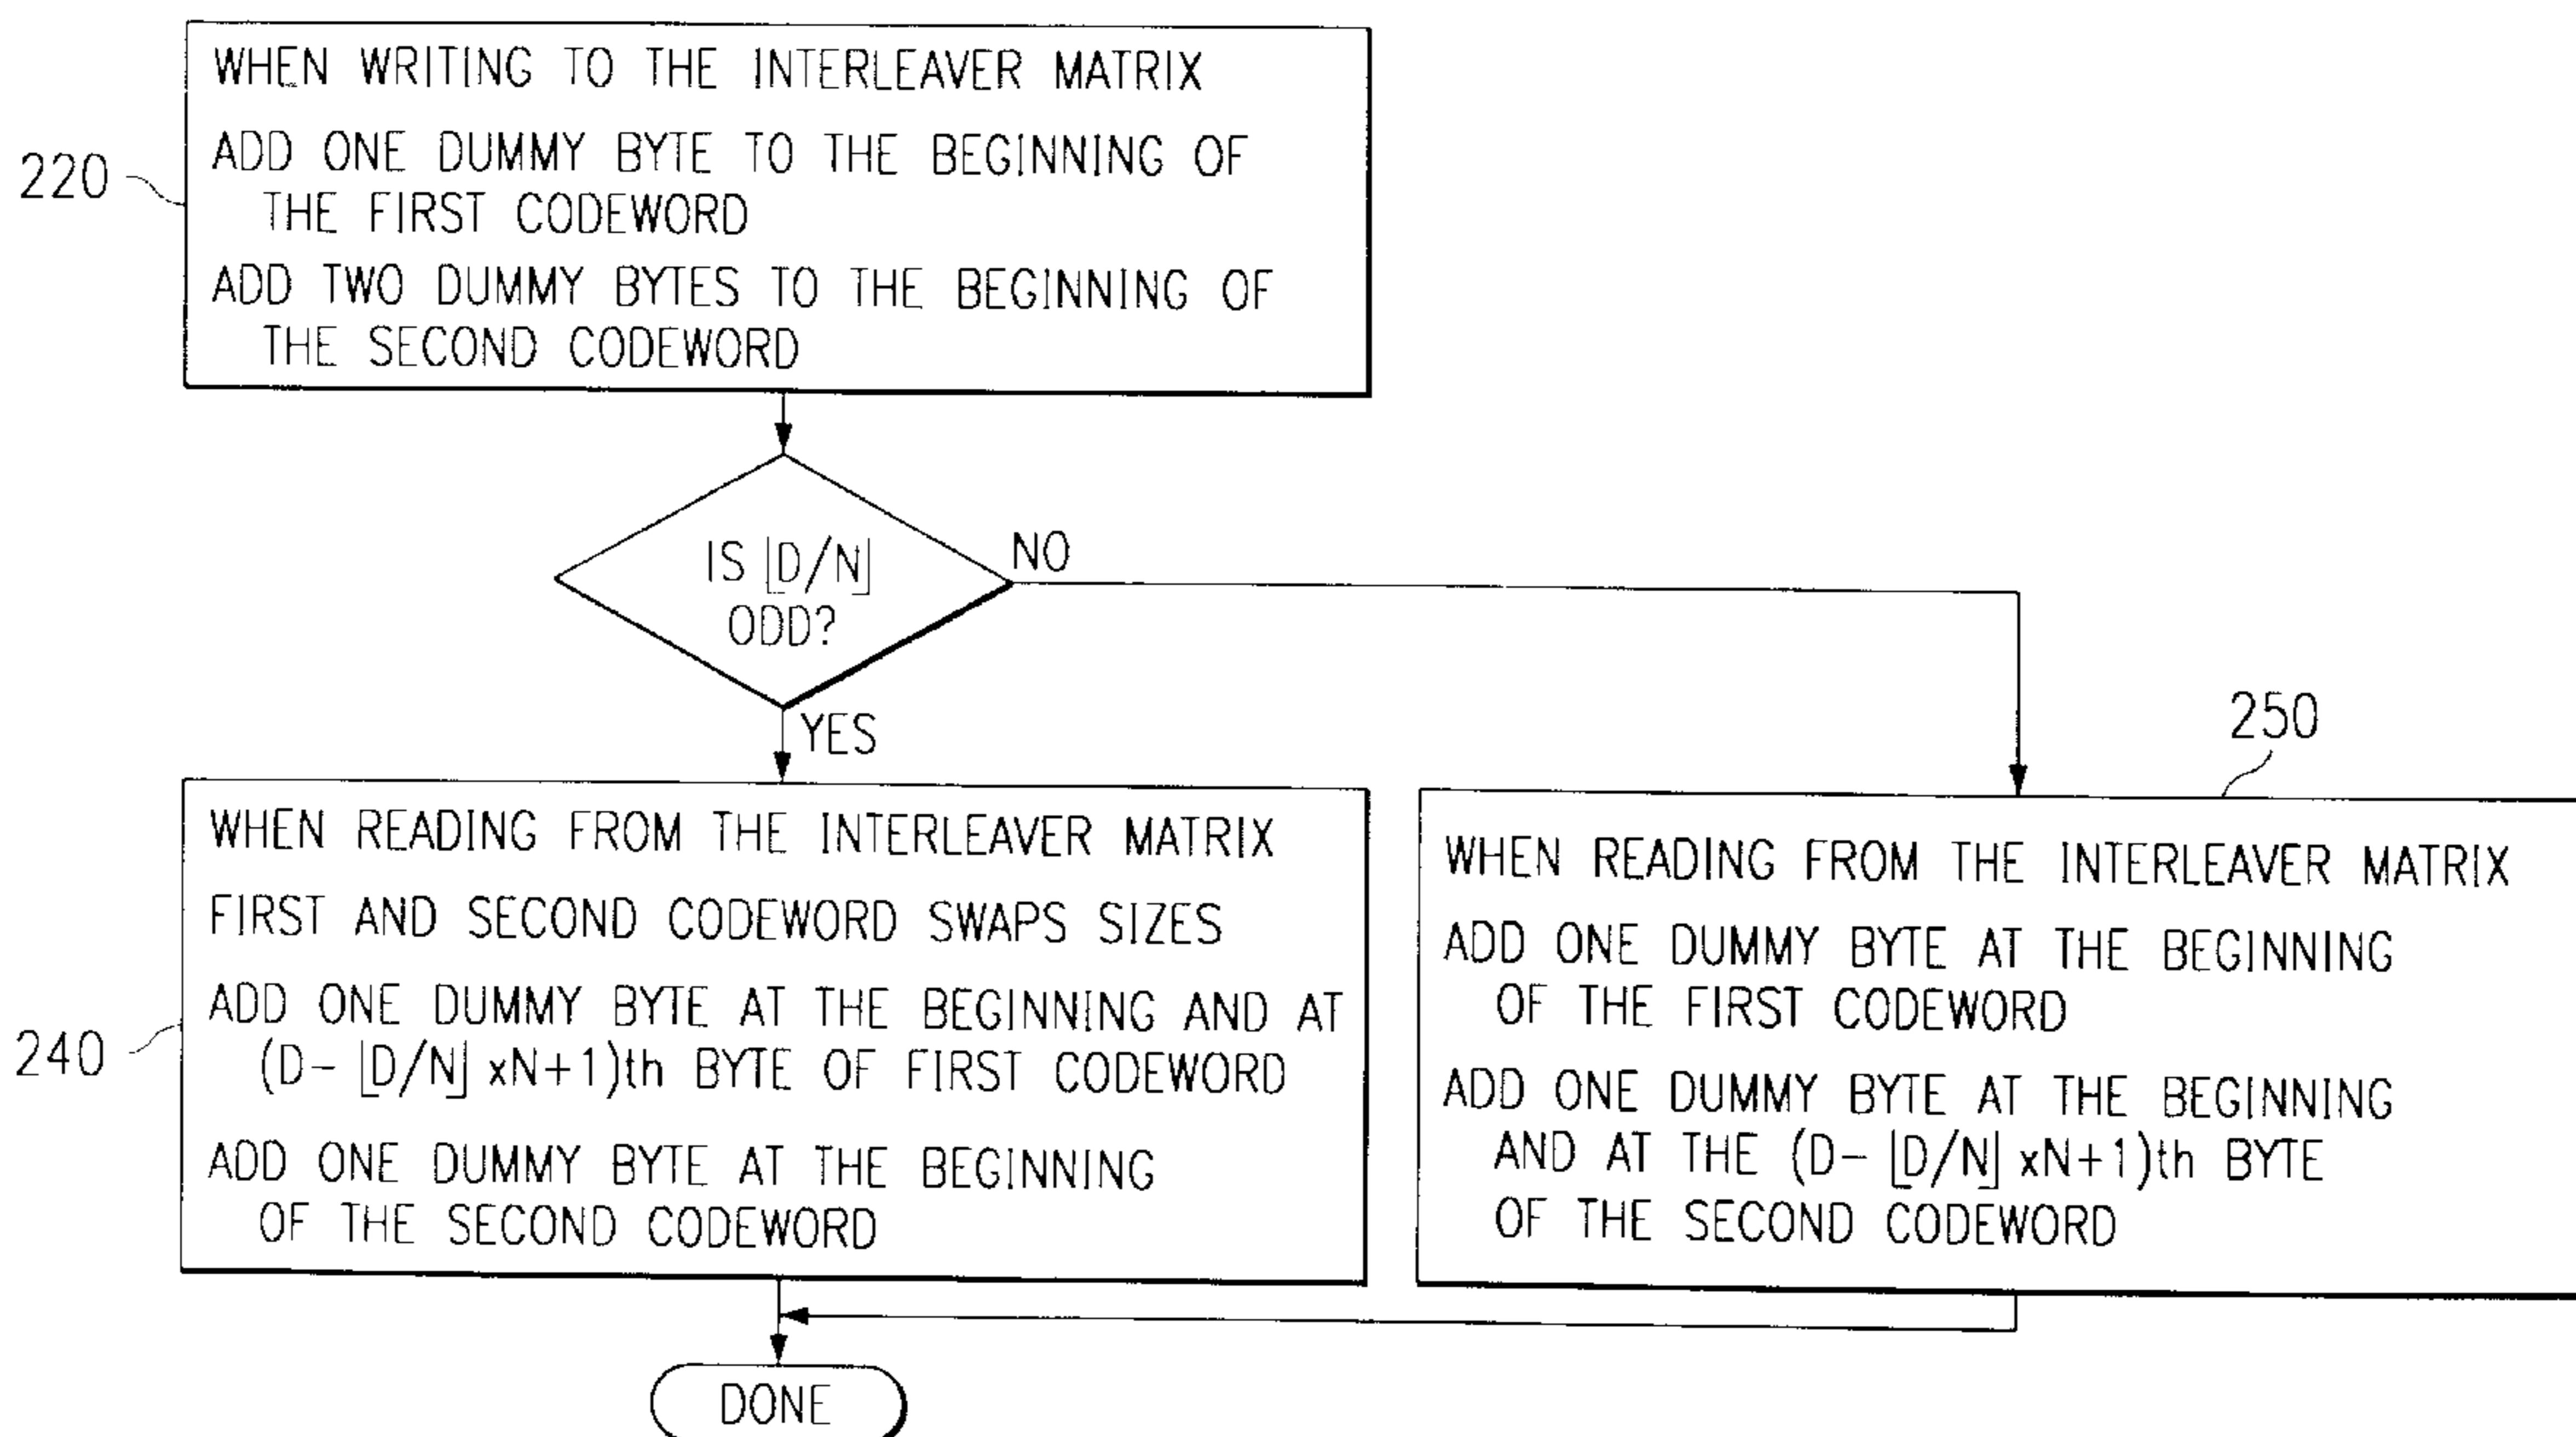 WHEN WRITING TO THE INTERLEAVER MATRIX
ADD ONE DUMMY BYTE TO THE BEGINNING OF
THE FIRST CODEWORD
220
ADD TWO DUMMY BYTES TO THE BEGINNING OF
THE SECOND CODEWORD
IS ⌊D/N⌋
ODD?
NO
YES
250
WHEN READING FROM THE INTERLEAVER MATRIX
FIRST AND SECOND CODEWORD SWAPS SIZES
ADD ONE DUMMY BYTE AT THE BEGINNING AND AT
(D- ⌊D/N⌋ xN+1)th BYTE OF FIRST CODEWORD
240
ADD ONE DUMMY BYTE AT THE BEGINNING
OF THE SECOND CODEWORD
WHEN READING FROM THE INTERLEAVER MATRIX
ADD ONE DUMMY BYTE AT THE BEGINNING
OF THE FIRST CODEWORD
ADD ONE DUMMY BYTE AT THE BEGINNING
AND AT THE (D- ⌊D/N⌋ xN+1)th BYTE
OF THE SECOND CODEWORD
DONE